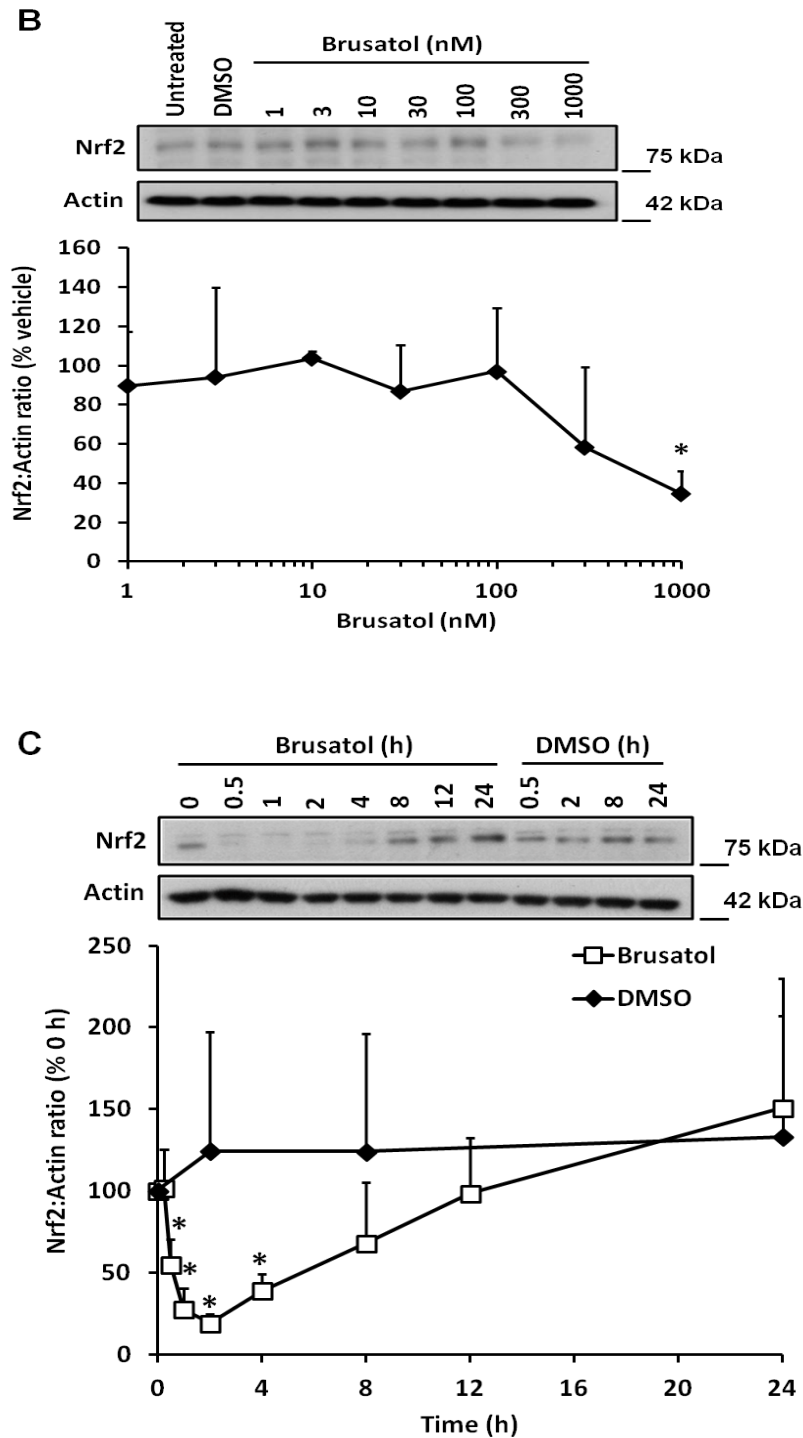 B
Brusatol (nM)
Untreated DMSO 1 3 10 30 100 300 1000
Nrf2 75 kDa
Actin 42 kDa
Nrf2:Actin ratio (% vehicle)
160
140
120
100
80
60
40
20
0
*
1 10 100 1000
Brusatol (nM)
C
Brusatol (h) DMSO (h)
0 0.5 1 2 4 8 12 24 0.5 2 8 24
Nrf2 75 kDa
Actin 42 kDa
Nrf2:Actin ratio (% 0 h)
250
200
150
100
50
0
Brusatol
DMSO
* * * *
0 4 8 12 16 20 24
Time (h)